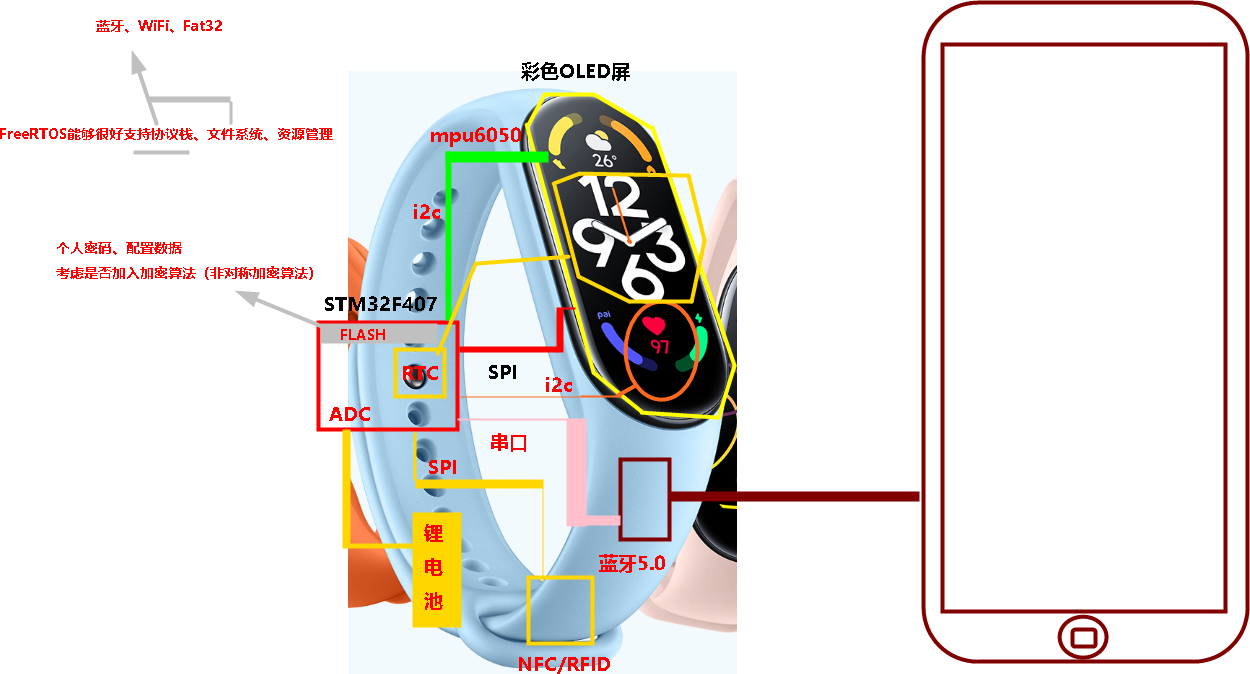 蓝牙、WiFi、Fat32
彩色OLED屏
FreeRTOS能够很好支持协议栈、文件系统、资源管理
mpu6050
26°
12
i2c
9
3
6
个人密码、配置数据
考虑是否加入加密算法（非对称加密算法）
STM32F407
pai
FLASH
97
RTC
SPI
i2c
ADC
串口
SPI
锂
电
池
蓝牙5.0
NFC/RFID